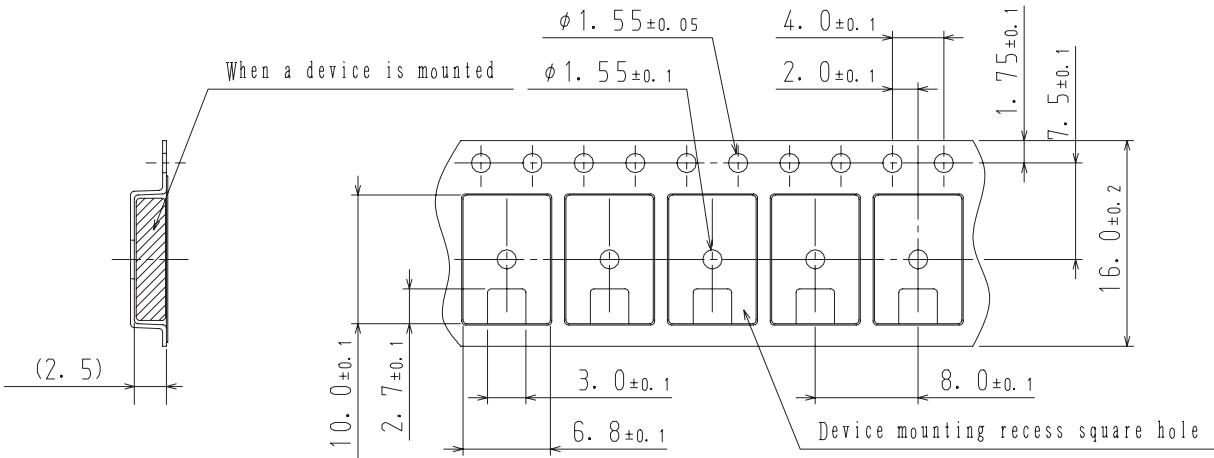 φ1.55±0.05
4.0±0.1
When a device is mounted
φ1.55±0.1
2.0±0.1
1.75±0.1
7.5±0.1
16.0±0.2
(2.5)
10.0±0.1
2.7±0.1
3.0±0.1
8.0±0.1
6.8±0.1
Device mounting recess square hole